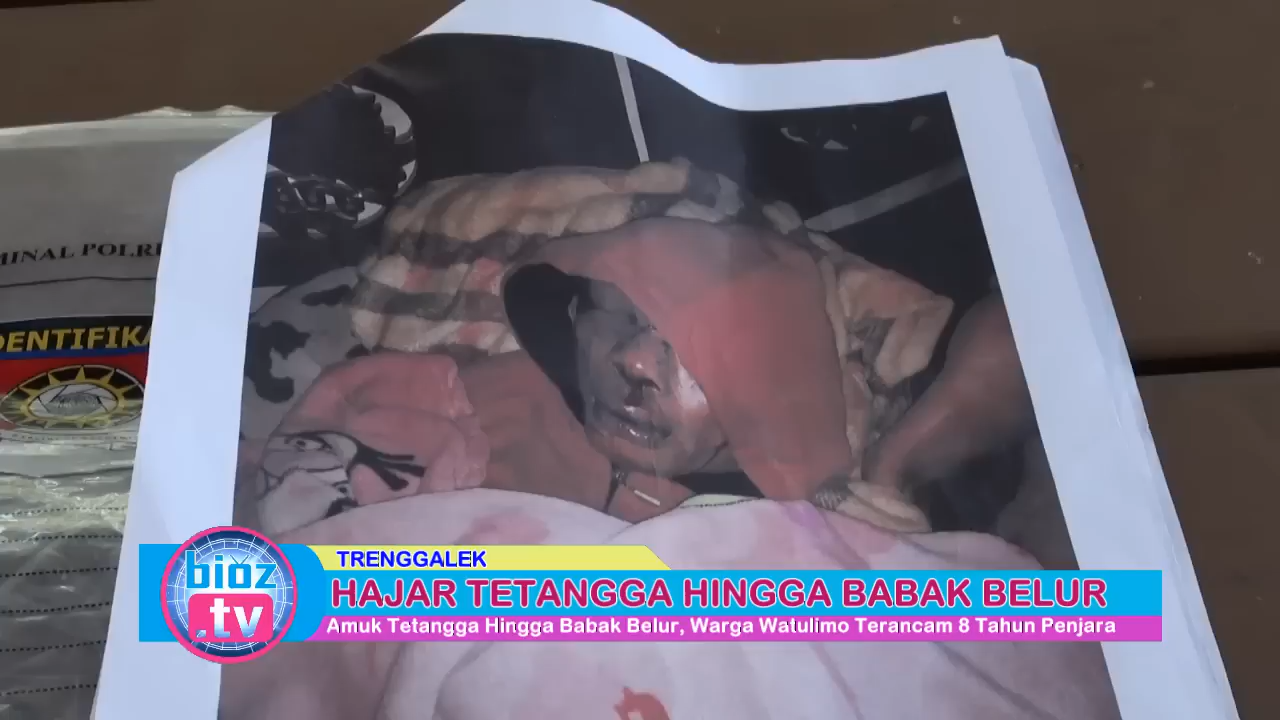 MINAL POLRE
DENTIFIKA
bioz
.tv
TRENGGALEK
HAJAR TETANGGA HINGGA BABAK BELUR
Amuk Tetangga Hingga Babak Belur, Warga Watulimo Terancam 8 Tahun Penjara